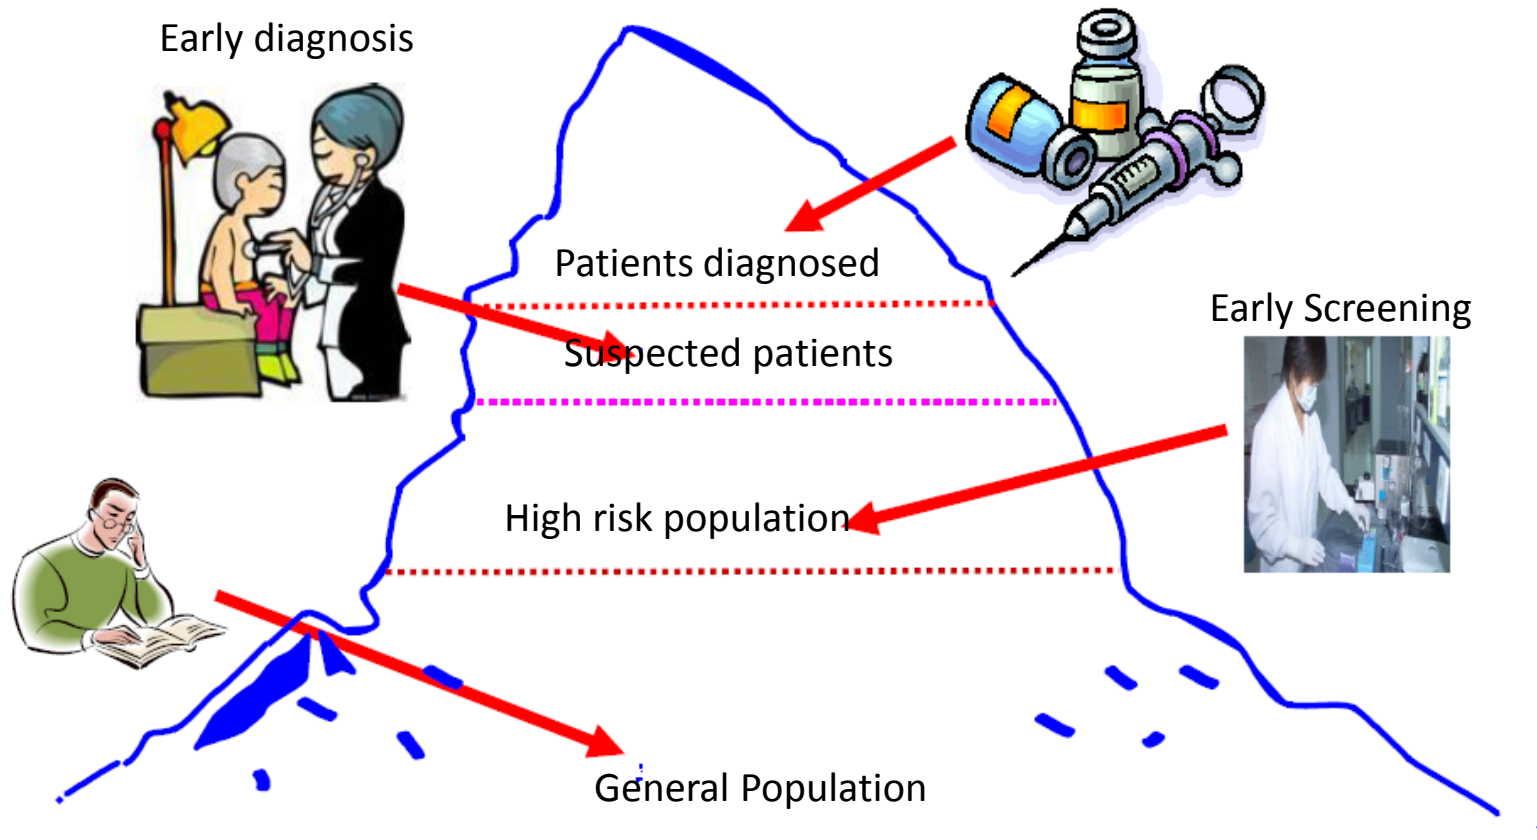 Early diagnosis
Patients diagnosed
Early Screening
Suspected patients
High risk population
General Population